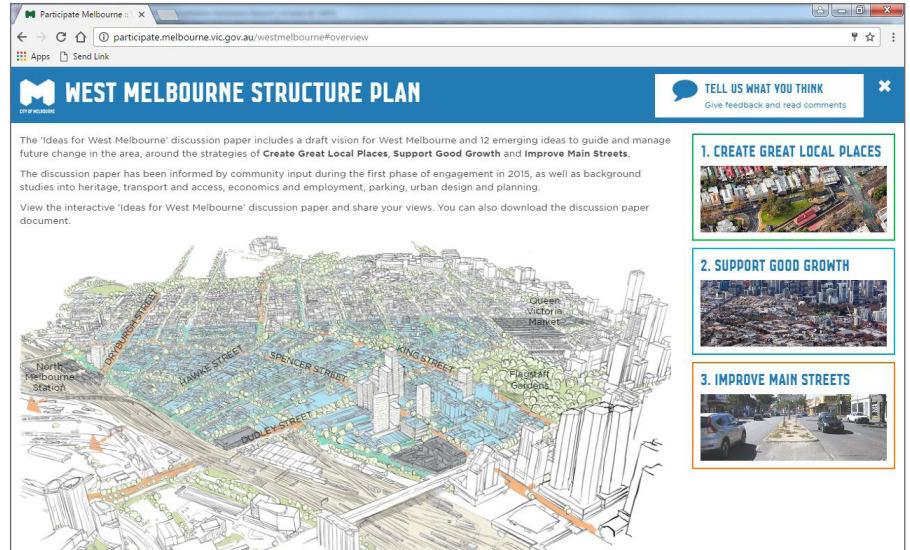 Participate Melbourne ::
participate.melbourne.vic.gov.au/westmelbourne#overview
Apps
Send Link
CITY OF MELBOURNE
WEST MELBOURNE STRUCTURE PLAN
TELL US WHAT YOU THINK
Give feedback and read comments
The 'Ideas for West Melbourne' discussion paper includes a draft vision for West Melbourne and 12 emerging ideas to guide and manage
future change in the area, around the strategies of Create Great Local Places, Support Good Growth and Improve Main Streets.
The discussion paper has been informed by community input during the first phase of engagement in 2015, as well as background
studies into heritage, transport and access, economics and employment, parking, urban design and planning.
View the interactive 'Ideas for West Melbourne' discussion paper and share your views. You can also download the discussion paper
document.
Queen
Victoria
Market
DRYBURGH STREET
HAWKE STREET
SPENCER STREET
KING STREET
North
Melbourne
Station
Flagstaff
Gardens
DUDLEY STREET
1. CREATE GREAT LOCAL PLACES
2. SUPPORT GOOD GROWTH
3. IMPROVE MAIN STREETS